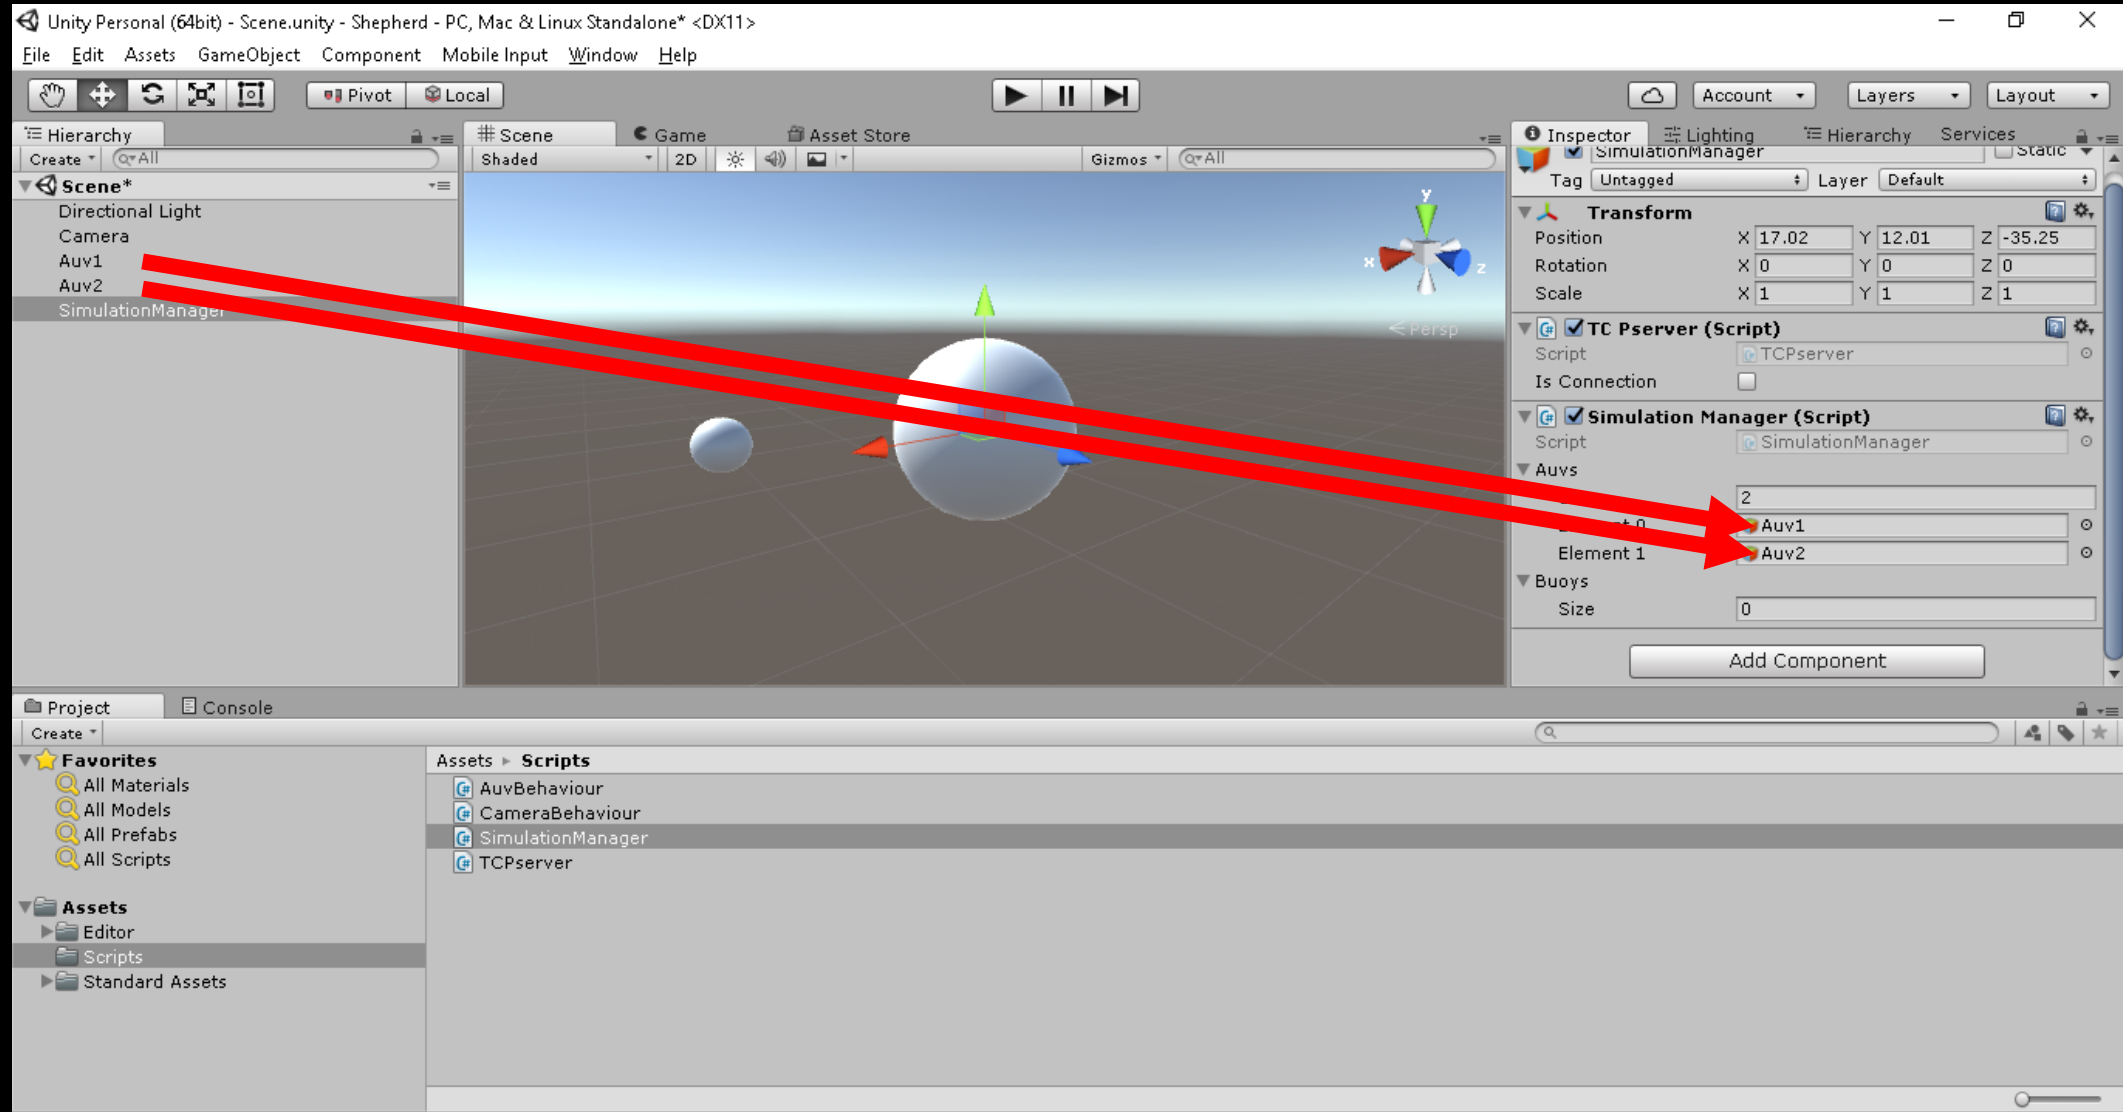 Unity Personal (64bit) - Scene.unity - Shepherd - PC, Mac & Linux Standalone* <DX11>
File Edit Assets GameObject Component Mobile Input Window Help
Pivot Local Account Layers Layout
Hierarchy
Create All
Scene*
Directional Light
Camera
Auv1
Auv2
SimulationManager
Scene Game Asset Store
Shaded 2D Gizmos All
y
x z
Persp
Inspector Lighting Hierarchy Services
SimulationManager Static
Tag Untagged Layer Default
Transform
Position X 17.02 Y 12.01 Z -35.25
Rotation X 0 Y 0 Z 0
Scale X 1 Y 1 Z 1
TC Pserver (Script)
Script TCPserver
Is Connection
Simulation Manager (Script)
Script SimulationManager
Auvs
2
0 Auv1
Element 1 Auv2
Buoys
Size 0
Add Component
Project Console
Create
Favorites
All Materials
All Models
All Prefabs
All Scripts
Assets
Editor
Scripts
Standard Assets
Assets ▸ Scripts
AuvBehaviour
CameraBehaviour
SimulationManager
TCPserver